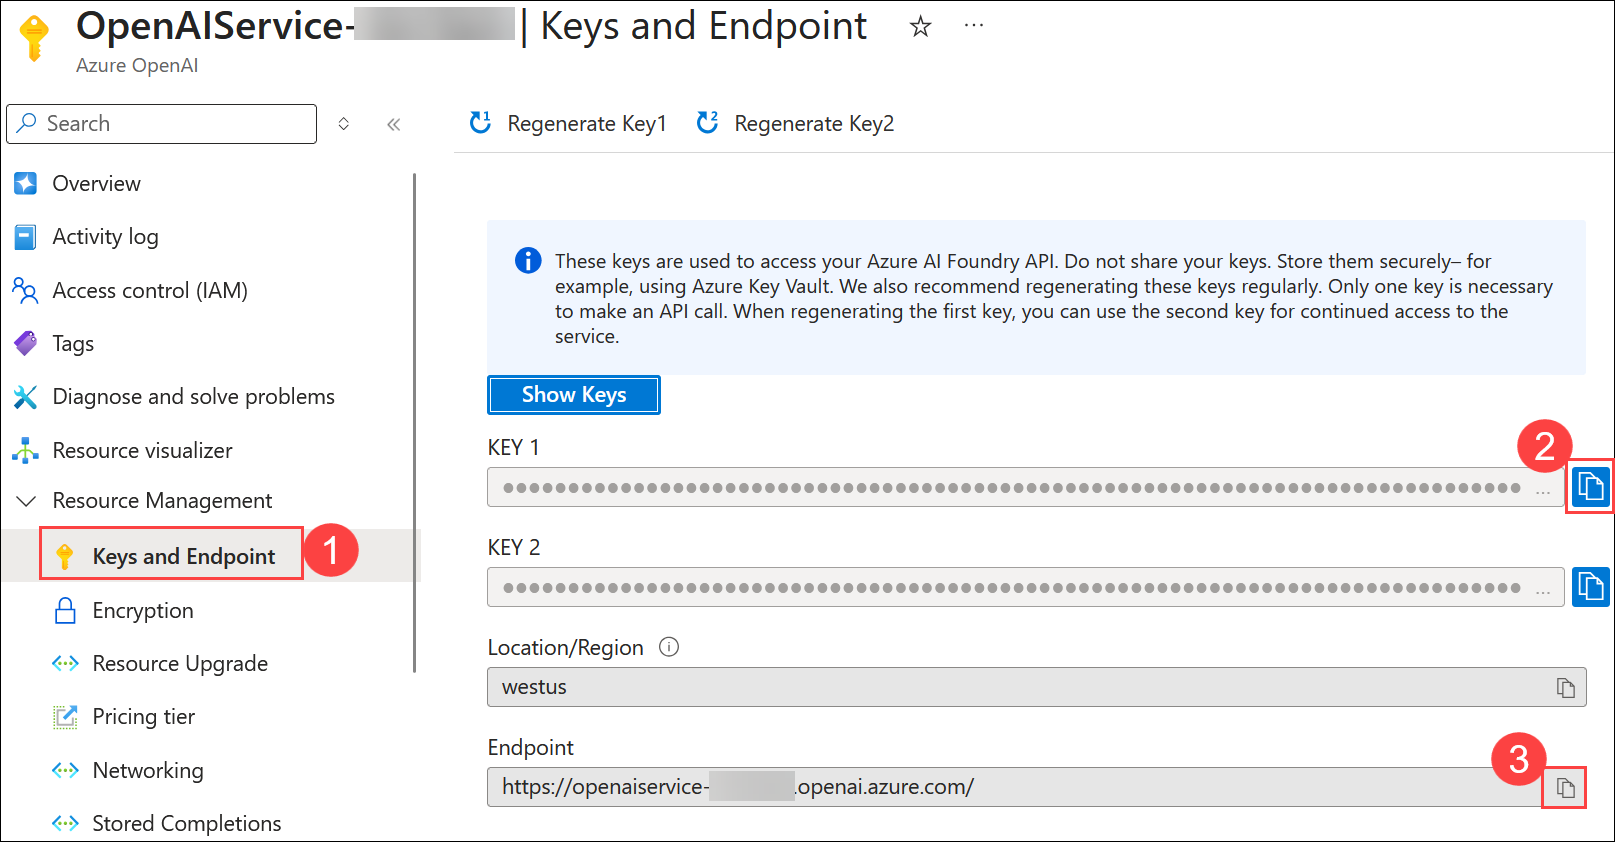 OpenAIService- | Keys and Endpoint
Azure OpenAI
Search
Regenerate Key1
Regenerate Key2
Overview
Activity log
Access control (IAM)
Tags
Diagnose and solve problems
Resource visualizer
Resource Management
Keys and Endpoint
1
Encryption
Resource Upgrade
Pricing tier
Networking
Stored Completions
These keys are used to access your Azure AI Foundry API. Do not share your keys. Store them securely– for
example, using Azure Key Vault. We also recommend regenerating these keys regularly. Only one key is necessary
to make an API call. When regenerating the first key, you can use the second key for continued access to the
service.
Show Keys
KEY 1
2
KEY 2
Location/Region
westus
Endpoint
3
https://openaiservice- .openai.azure.com/